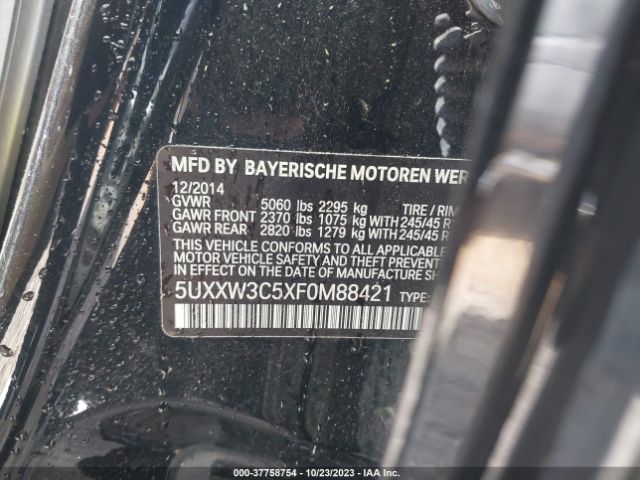 MFD BY BAYERISCHE MOTOREN WER
12/2014
GVWR 5060 lbs 2295 kg TIRE / RIM
GAWR FRONT 2370 lbs 1075 kg WITH 245/45 R
GAWR REAR 2820 lbs 1279 kg WITH 245/45 R
THIS VEHICLE CONFORMS TO ALL APPLICABLE
MOTOR VEHICLE SAFETY AND THEFT PREVENTI
IN EFFECT ON THE DATE OF MANUFACTURE SH
5UXXW3C5XF0M88421 TYPE:
000-37758754 - 10/23/2023 - IAA Inc.